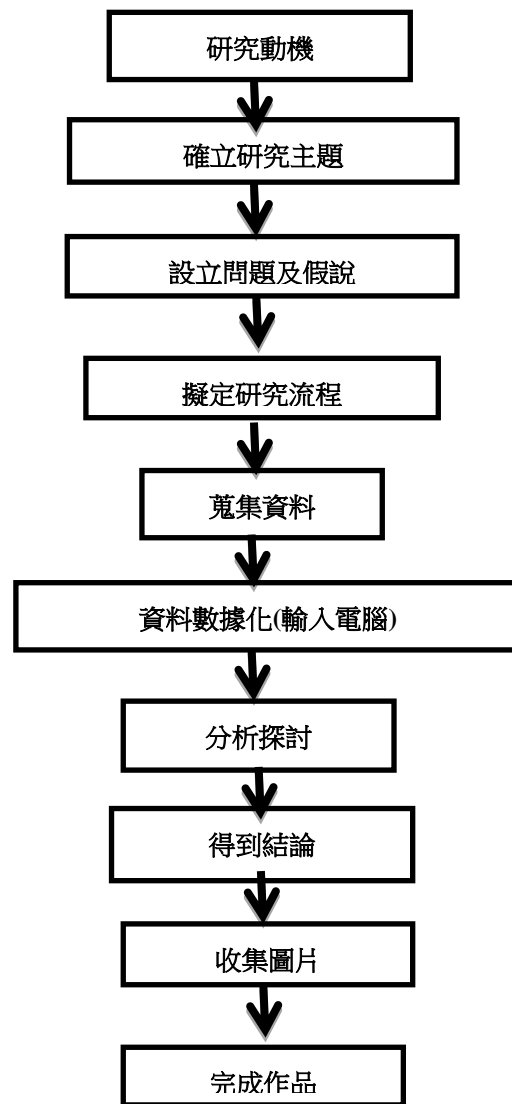 研究動機
確立研究主題
設立問題及假說
擬定研究流程
蒐集資料
資料數據化(輸入電腦)
分析探討
得到結論
收集圖片
完成作品